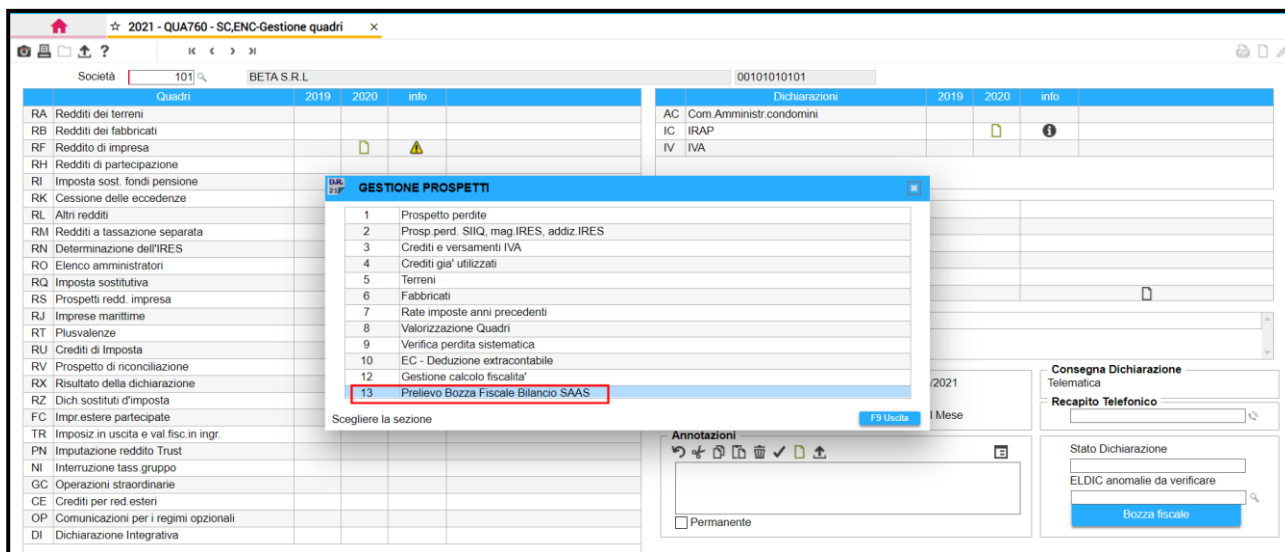 ☆ 2021 - QUA760 - SC,ENC-Gestione quadri ×
?
Società 101 BETA S.R.L 00101010101
Quadri 2019 2020 info
RA Redditi dei terreni
RB Redditi dei fabbricati
RF Reddito di impresa
RH Redditi di partecipazione
RI Imposta sost. fondi pensione
RK Cessione delle eccedenze
RL Altri redditi
RM Redditi a tassazione separata
RN Determinazione dell'IRES
RO Elenco amministratori
RQ Imposta sostitutiva
RS Prospetti redd. impresa
RJ Imprese marittime
RT Plusvalenze
RU Crediti di Imposta
RV Prospetto di riconciliazione
RX Risultato della dichiarazione
RZ Dich.sostituti d'imposta
FC Impr.estere partecipate
TR Imposiz.in uscita e val.fisc.in ingr.
PN Imputazione reddito Trust
NI Interruzione tass.gruppo
GC Operazioni straordinarie
CE Crediti per red.esteri
OP Comunicazioni per i regimi opzionali
DI Dichiarazione Integrativa
Dichiarazioni 2019 2020 info
AC Com.Amministr.condomini
IC IRAP
IV IVA
GESTIONE PROSPETTI
1 Prospetto perdite
2 Prosp.perd. SIIQ, mag.IRES, addiz.IRES
3 Crediti e versamenti IVA
4 Crediti gia' utilizzati
5 Terreni
6 Fabbricati
7 Rate imposte anni precedenti
8 Valorizzazione Quadri
9 Verifica perdita sistematica
10 EC - Deduzione extracontabile
12 Gestione calcolo fiscalita'
13 Prelievo Bozza Fiscale Bilancio SAAS
Scegliere la sezione F9 Uscita
/2021
Mese
Consegna Dichiarazione
Telematica
Recapito Telefonico
Annotazioni
Permanente
Stato Dichiarazione
ELDIC anomalie da verificare
Bozza fiscale